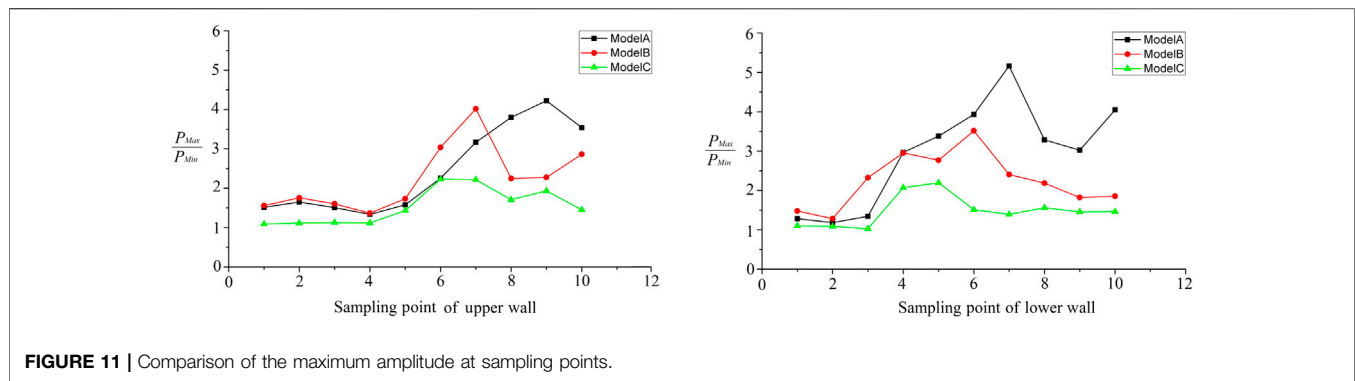 6
5
4
3
2
1
0
P_Max
P_Min
ModelA
ModelB
ModelC
0 2 4 6 8 10 12
Sampling point of upper wall
6
5
4
3
2
1
0
P_Max
P_Min
ModelA
ModelB
ModelC
0 2 4 6 8 10 12
Sampling point of lower wall
FIGURE 11 | Comparison of the maximum amplitude at sampling points.